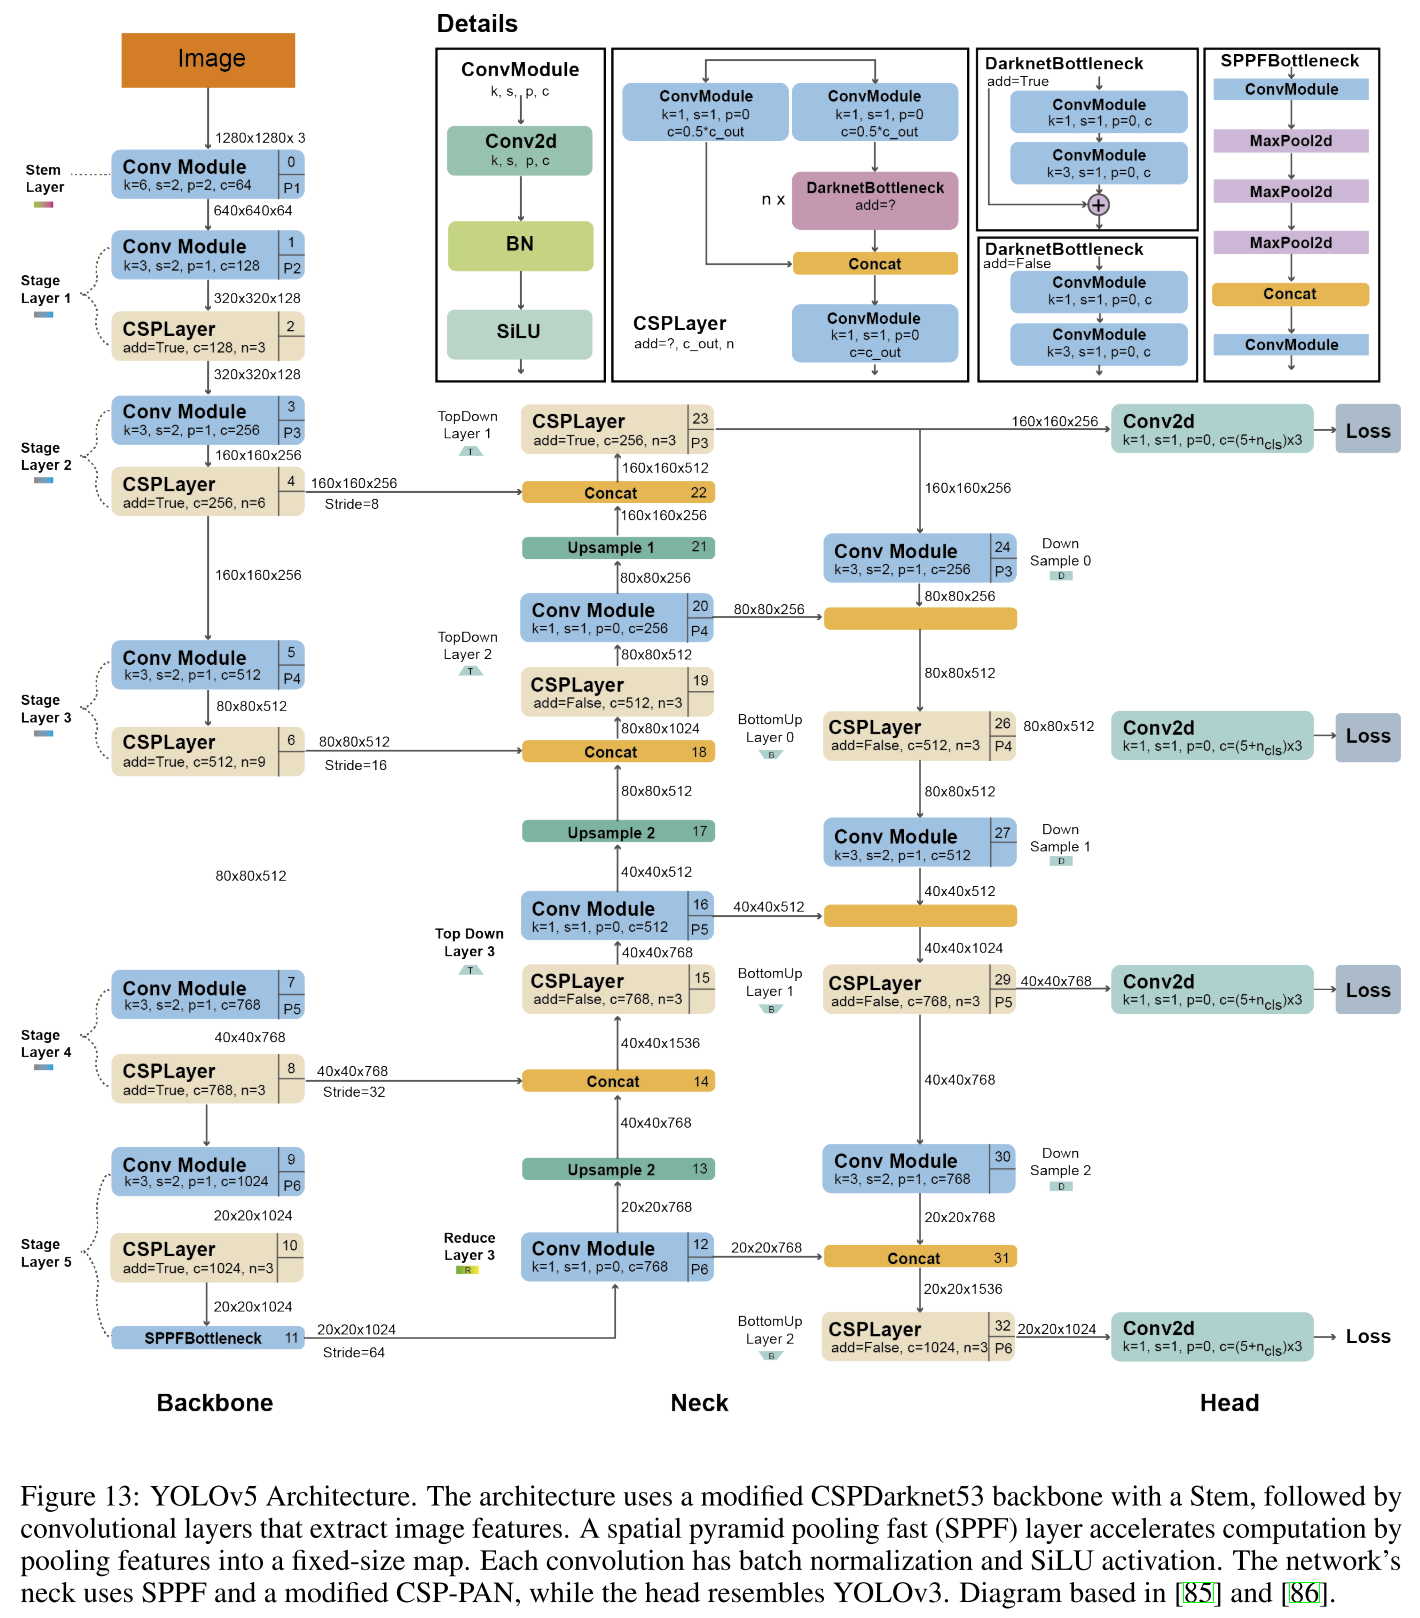 Details
Image
1280x1280x 3
Stem
Layer
Conv Module
k=6, s=2, p=2, c=64
0
P1
640x640x64
Stage
Layer 1
Conv Module
k=3, s=2, p=1, c=128
1
P2
320x320x128
CSPLayer
add=True, c=128, n=3
2
320x320x128
Stage
Layer 2
Conv Module
k=3, s=2, p=1, c=256
3
P3
160x160x256
CSPLayer
add=True, c=256, n=6
4
160x160x256
Stride=8
160x160x256
Stage
Layer 3
Conv Module
k=3, s=2, p=1, c=512
5
P4
80x80x512
CSPLayer
add=True, c=512, n=9
6
80x80x512
Stride=16
80x80x512
Stage
Layer 4
Conv Module
k=3, s=2, p=1, c=768
7
P5
40x40x768
CSPLayer
add=True, c=768, n=3
8
40x40x768
Stride=32
Stage
Layer 5
Conv Module
k=3, s=2, p=1, c=1024
9
P6
20x20x1024
CSPLayer
add=True, c=1024, n=3
10
20x20x1024
SPPFBottleneck 11
20x20x1024
Stride=64
Backbone
ConvModule
k, s, p, c
Conv2d
k, s, p, c
BN
SiLU
ConvModule
k=1, s=1, p=0
c=0.5*c_out
ConvModule
k=1, s=1, p=0
c=0.5*c_out
n x
DarknetBottleneck
add=?
Concat
CSPLayer
add=?, c_out, n
ConvModule
k=1, s=1, p=0
c=c_out
DarknetBottleneck
add=True
ConvModule
k=1, s=1, p=0, c
ConvModule
k=3, s=1, p=0, c
+
DarknetBottleneck
add=False
ConvModule
k=1, s=1, p=0, c
ConvModule
k=3, s=1, p=0, c
SPPFBottleneck
ConvModule
MaxPool2d
MaxPool2d
MaxPool2d
Concat
ConvModule
TopDown
Layer 1
T
CSPLayer
add=True, c=256, n=3
23
P3
160x160x512
Concat 22
160x160x256
Upsample 1 21
80x80x256
TopDown
Layer 2
T
Conv Module
k=1, s=1, p=0, c=256
20
P4
80x80x256
80x80x512
CSPLayer
add=False, c=512, n=3
19
80x80x1024
Concat 18
80x80x512
Upsample 2 17
40x40x512
Top Down
Layer 3
T
Conv Module
k=1, s=1, p=0, c=512
16
P5
40x40x512
40x40x768
CSPLayer
add=False, c=768, n=3
15
40x40x1536
Concat 14
40x40x768
Upsample 2 13
20x20x768
Reduce
Layer 3
R
Conv Module
k=1, s=1, p=0, c=768
12
P6
20x20x768
Neck
160x160x256
Conv2d
k=1, s=1, p=0, c=(5+ncls)x3
Loss
160x160x256
Conv Module
k=3, s=2, p=1, c=256
24
P3
Down
Sample 0
D
80x80x256
80x80x512
BottomUp
Layer 0
B
CSPLayer
add=False, c=512, n=3
26
P4
80x80x512
Conv2d
k=1, s=1, p=0, c=(5+ncls)x3
Loss
80x80x512
Conv Module
k=3, s=2, p=1, c=512
27
Down
Sample 1
D
40x40x512
40x40x1024
BottomUp
Layer 1
B
CSPLayer
add=False, c=768, n=3
29
P5
40x40x768
Conv2d
k=1, s=1, p=0, c=(5+ncls)x3
Loss
40x40x768
Conv Module
k=3, s=2, p=1, c=768
30
Down
Sample 2
D
20x20x768
Concat 31
20x20x1536
BottomUp
Layer 2
B
CSPLayer
add=False, c=1024, n=3
32
P6
20x20x1024
Conv2d
k=1, s=1, p=0, c=(5+ncls)x3
Loss
Head
Figure 13: YOLOv5 Architecture. The architecture uses a modified CSPDarknet53 backbone with a Stem, followed by
convolutional layers that extract image features. A spatial pyramid pooling fast (SPPF) layer accelerates computation by
pooling features into a fixed-size map. Each convolution has batch normalization and SiLU activation. The network's
neck uses SPPF and a modified CSP-PAN, while the head resembles YOLOv3. Diagram based in [85] and [86].